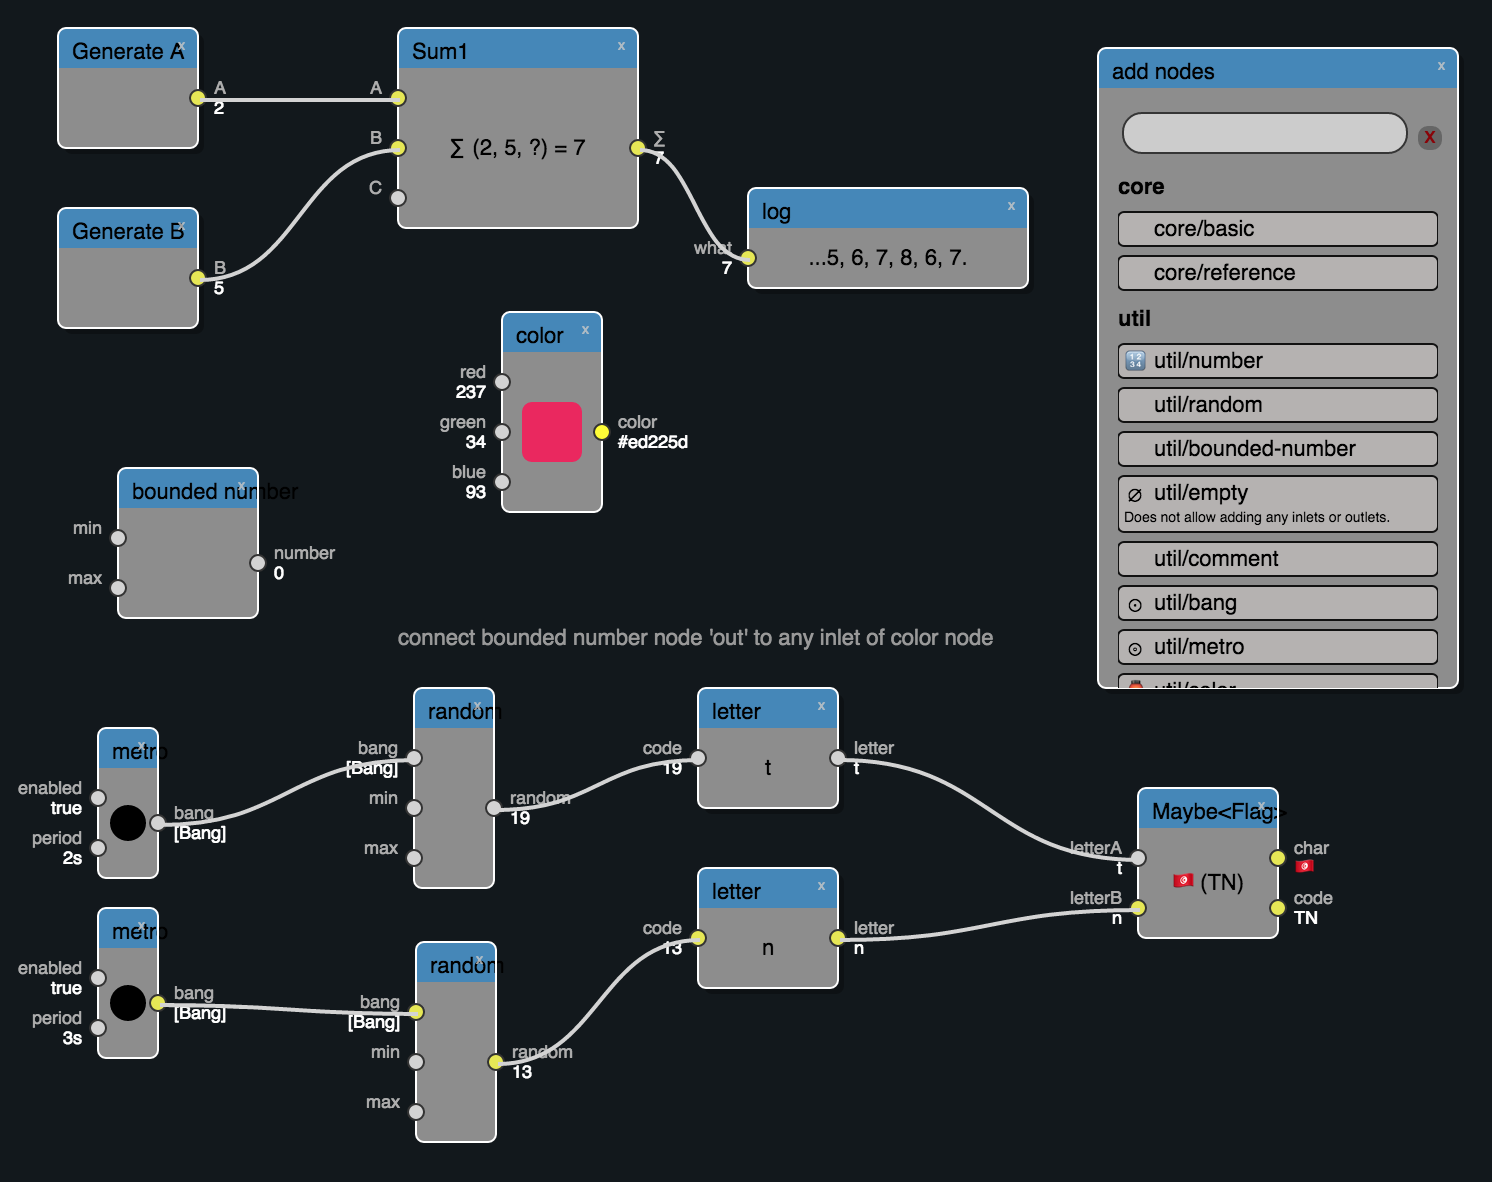 Generate A x
A
2
Sum1 x
A
B
C
∑ (2, 5, ?) = 7
∑
7
Generate B x
B
5
log x
what
7
...5, 6, 7, 8, 6, 7.
color x
red
237
green
34
blue
93
color
#ed225d
bounded number x
min
max
number
0
connect bounded number node 'out' to any inlet of color node
add nodes x
X
core
core/basic
core/reference
util
1234
util/number
util/random
util/bounded-number
util/empty
Does not allow adding any inlets or outlets.
util/comment
util/bang
util/metro
util/color
metro x
enabled
true
period
2s
bang
[Bang]
random x
bang
[Bang]
min
max
random
19
letter x
code
19
t
letter
t
Maybe<Flag> x
letterA
t
letterB
n
🇹🇳 (TN)
char
🇹🇳
code
TN
metro x
enabled
true
period
3s
bang
[Bang]
random x
bang
[Bang]
min
max
random
13
letter x
code
13
n
letter
n